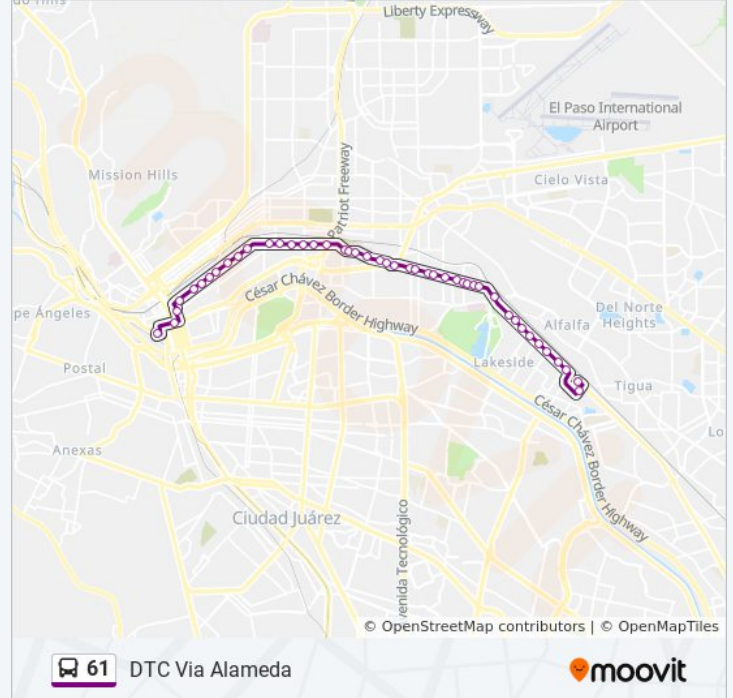 do Hills
Liberty Expressway
El Paso International
Airport
Mission Hills
Patriot Freeway
Cielo Vista
César Chávez Border Highway
pe Ángeles
Del Norte
Heights
Alfalfa
Postal
Lakeside
Tigua
César Chávez Border Highway
Lo
Anexas
Ciudad Juárez
venida Tecnológico
© OpenStreetMap contributors | © OpenMapTiles
61 DTC Via Alameda
moovit